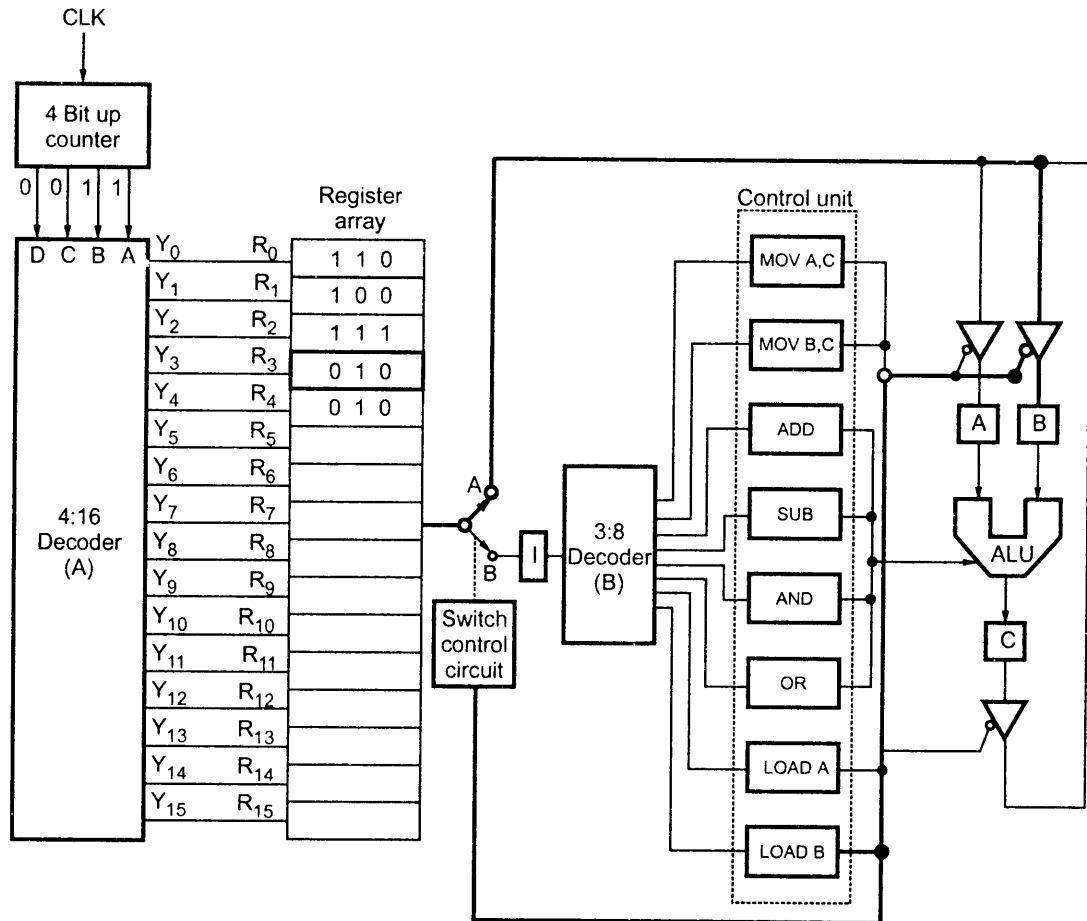 CLK
4 Bit up
counter
0 0 1 1
D C B A
4:16
Decoder
(A)
Y0 R0
Y1 R1
Y2 R2
Y3 R3
Y4 R4
Y5 R5
Y6 R6
Y7 R7
Y8 R8
Y9 R9
Y10 R10
Y11 R11
Y12 R12
Y13 R13
Y14 R14
Y15 R15
Register
array
1 1 0
1 0 0
1 1 1
0 1 0
0 1 0
A
B
Switch
control
circuit
I
3:8
Decoder
(B)
Control unit
MOV A,C
MOV B,C
ADD
SUB
AND
OR
LOAD A
LOAD B
A
B
ALU
C